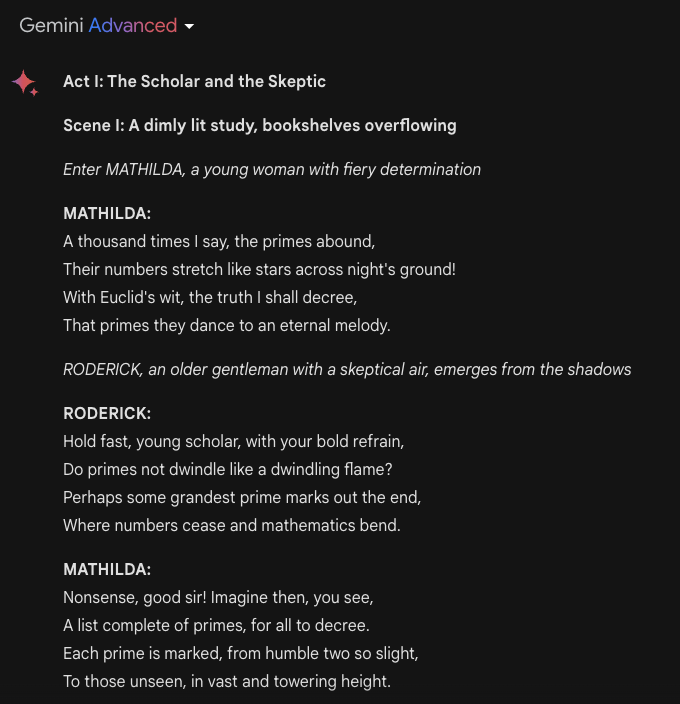 Gemini Advanced
Act I: The Scholar and the Skeptic
Scene I: A dimly lit study, bookshelves overflowing
Enter MATHILDA, a young woman with fiery determination
MATHILDA:
A thousand times I say, the primes abound,
Their numbers stretch like stars across night's ground!
With Euclid's wit, the truth I shall decree,
That primes they dance to an eternal melody.
RODERICK, an older gentleman with a skeptical air, emerges from the shadows
RODERICK:
Hold fast, young scholar, with your bold refrain,
Do primes not dwindle like a dwindling flame?
Perhaps some grandest prime marks out the end,
Where numbers cease and mathematics bend.
MATHILDA:
Nonsense, good sir! Imagine then, you see,
A list complete of primes, for all to decree.
Each prime is marked, from humble two so slight,
To those unseen, in vast and towering height.